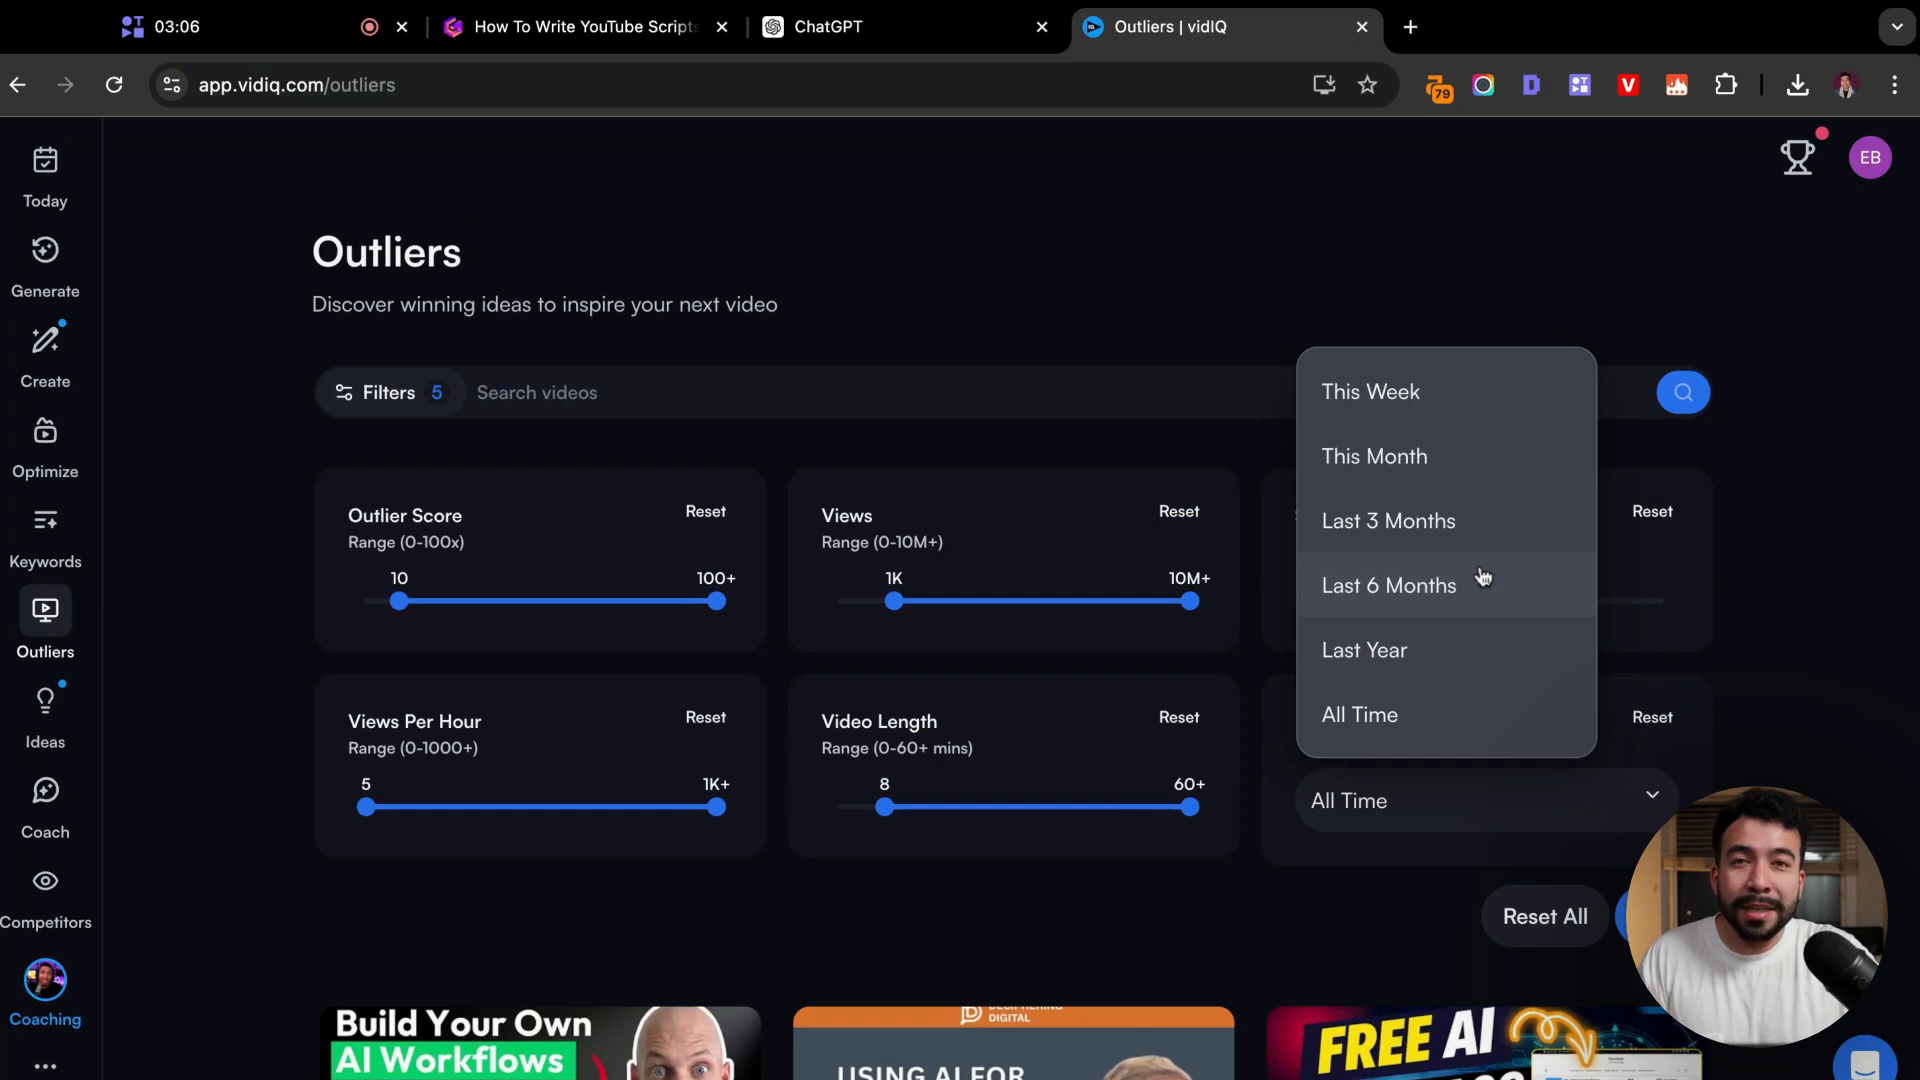 03:06
How To Write YouTube Scripts
ChatGPT
Outliers | vidIQ
app.vidiq.com/outliers
79
V
EB
Today
Generate
Create
Optimize
Keywords
Outliers
Ideas
Coach
Competitors
Coaching
Outliers
Discover winning ideas to inspire your next video
Filters 5
Search videos
Outlier Score
Reset
Range (0-100x)
10
100+
Views
Reset
Range (0-10M+)
1K
10M+
Reset
Views Per Hour
Reset
Range (0-1000+)
5
1K+
Video Length
Reset
Range (0-60+ mins)
8
60+
Reset
This Week
This Month
Last 3 Months
Last 6 Months
Last Year
All Time
All Time
Reset All
Build Your Own
AI Workflows
DIGITAL
USING AI FOR
FREE AI